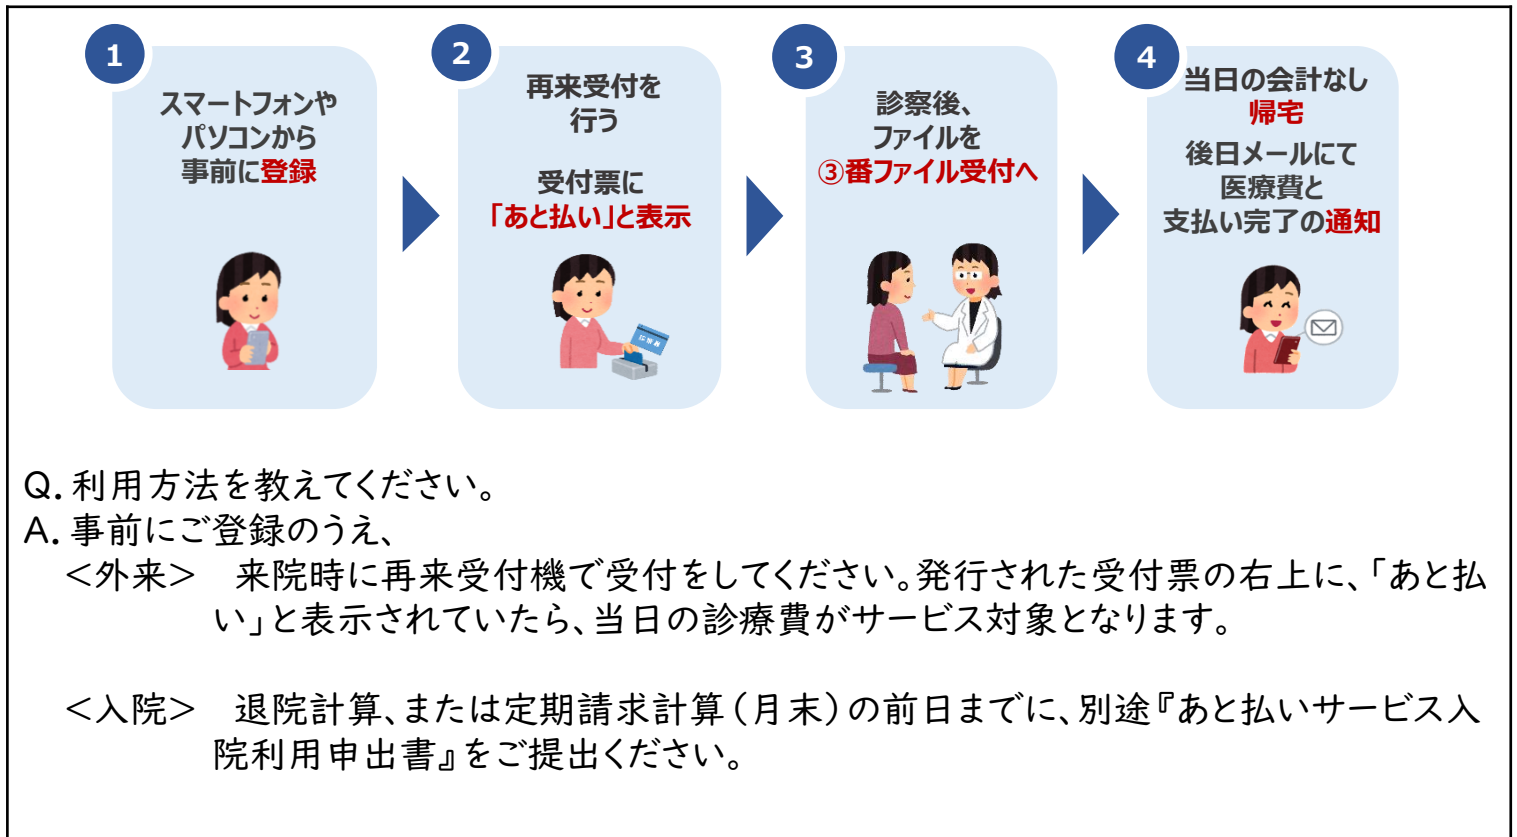 1
スマートフォンや
パソコンから
事前に登録
2
再来受付を
行う
受付票に
「あと払い」と表示
3
診察後、
ファイルを
③番ファイル受付へ
4
当日の会計なし
帰宅
後日メールにて
医療費と
支払い完了の通知
Q.利用方法を教えてください。
A.事前にご登録のうえ、
<外来>　来院時に再来受付機で受付をしてください。発行された受付票の右上に、「あと払
い」と表示されていたら、当日の診療費がサービス対象となります。
<入院>　退院計算、または定期請求計算(月末)の前日までに、別途『あと払いサービス入
院利用申出書』をご提出ください。